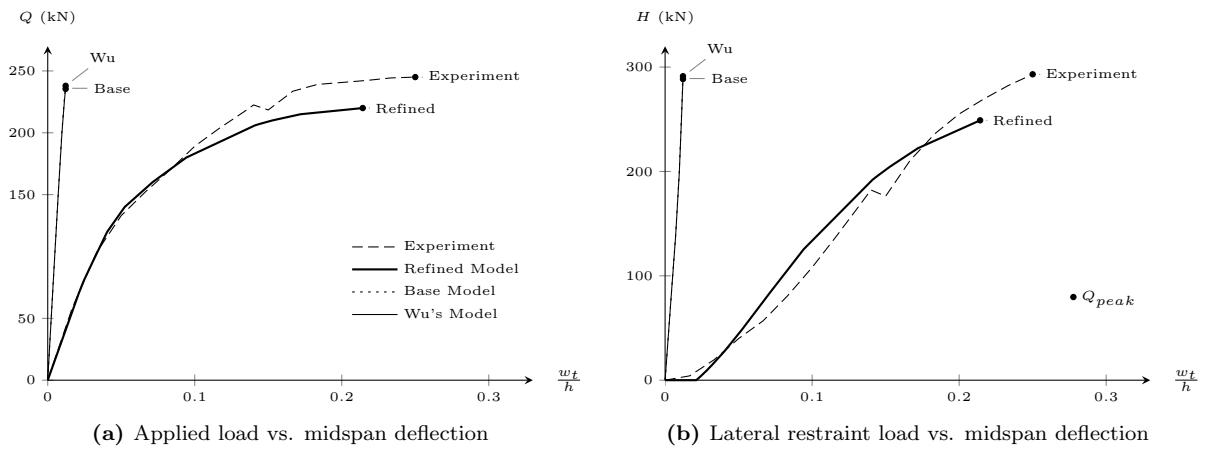 Q (kN)
250
200
150
50
0
0
0.1
0.2
0.3
w_t
h
Wu
Base
Experiment
Refined
Experiment
Refined Model
Base Model
Wu's Model
(a) Applied load vs. midspan deflection
H (kN)
300
200
100
0
0
0.1
0.2
0.3
w_t
h
Wu
Base
Experiment
Refined
Q_peak
(b) Lateral restraint load vs. midspan deflection